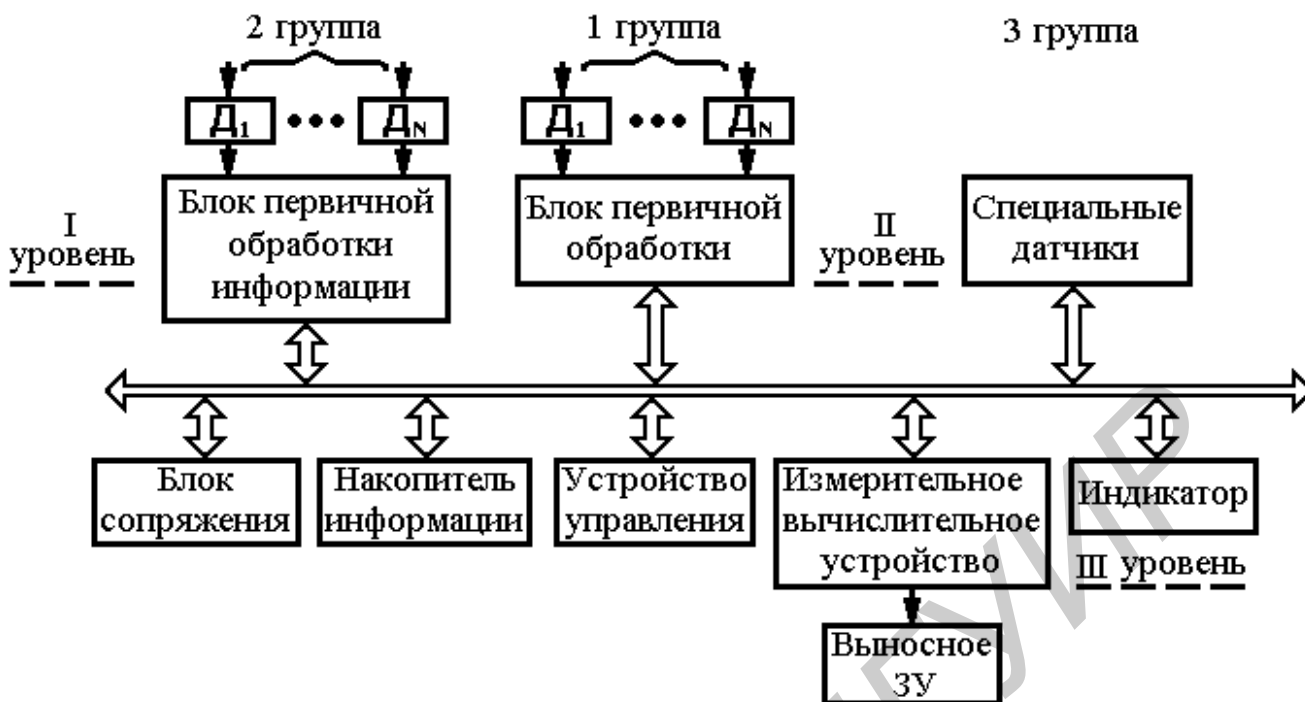 2 группа
1 группа
3 группа
Д1
ДN
Д1
ДN
I
уровень
Блок первичной
обработки
информации
Блок первичной
обработки
II
уровень
Специальные
датчики
Блок
сопряжения
Накопитель
информации
Устройство
управления
Измерительное
вычислительное
устройство
Индикатор
III уровень
Выносное
ЗУ